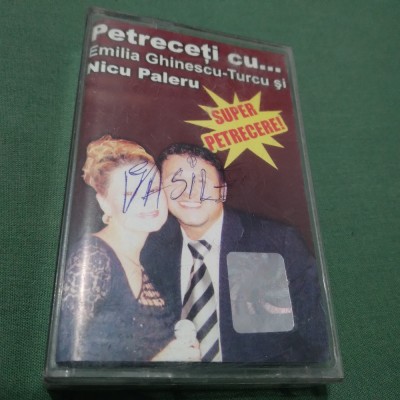 Petreceți cu...
Emilia Ghinescu-Turcu și
Nicu Paleru
SUPER
PETRECERE!
VASILE